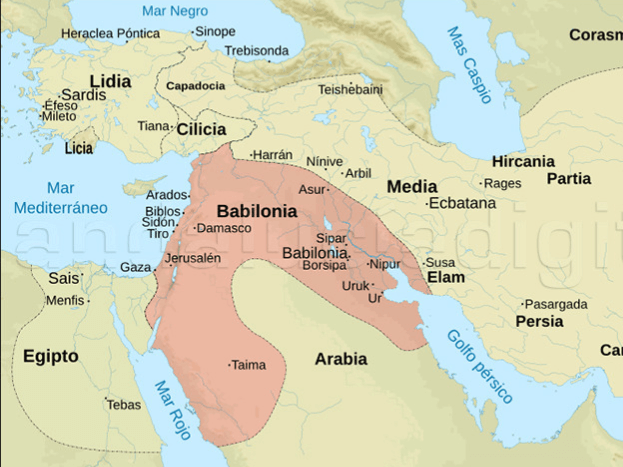 Mar Negro
Heraclea Póntica
Sinope
Trebisonda
Corasm
Mas Caspio
Lidia
Sardis
Éfeso
Mileto
Capadocia
Teishebaini
Tiana
Cilicia
Licia
Harrán
Nínive
Arbil
Asur
Media
Ecbatana
Hircania
Rages
Partia
Mar
Mediterráneo
Arados
Biblos
Sidón
Tiro
Damasco
Babilonia
Sipar
Babilonia
Borsipa
Nipur
Susa
Elam
Uruk
Ur
Gaza
Jerusalén
Sais
Menfis
Pasargada
Persia
Egipto
Taima
Arabia
Golfo pérsico
Car
Tebas
Mar Rojo